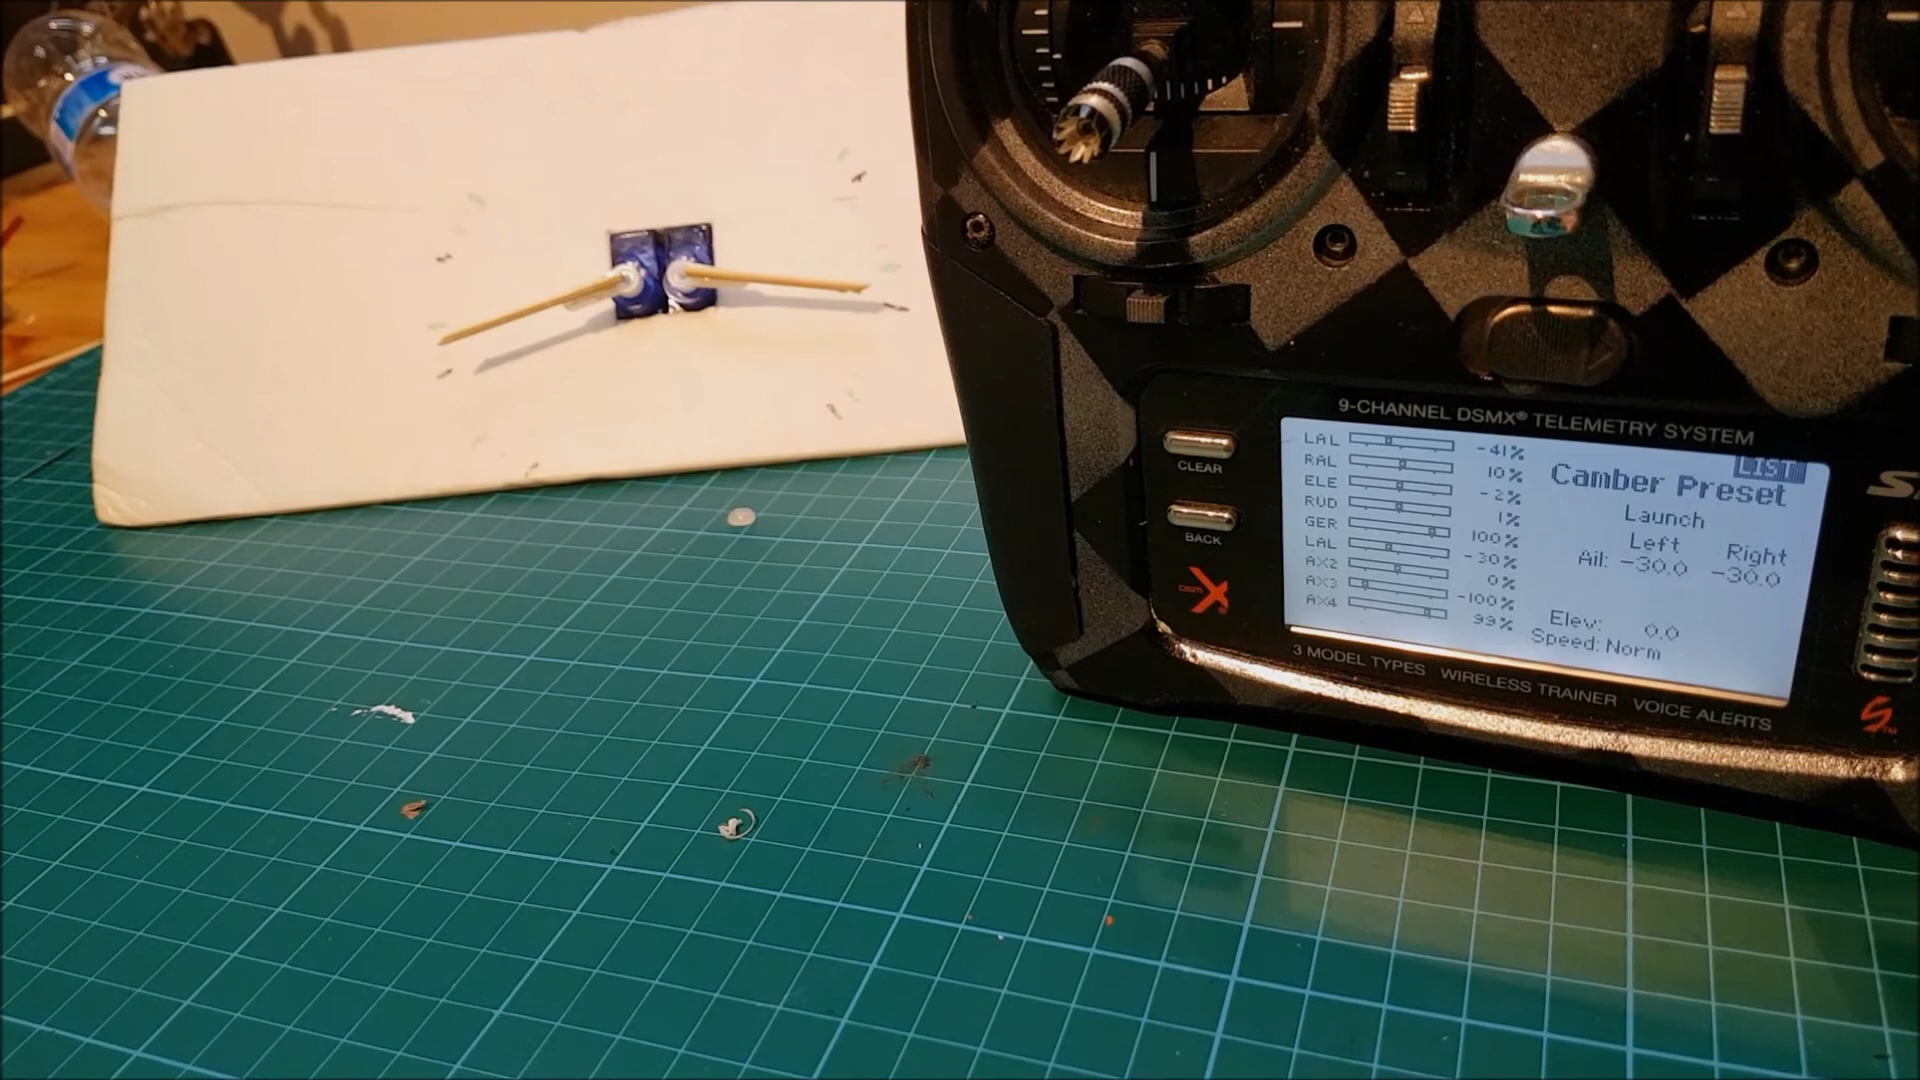 9-CHANNEL DSMX® TELEMETRY SYSTEM
CLEAR
BACK
LAL -41%
RAL 10%
ELE -2%
RUD 1%
GER 100%
LAL -30%
AX2 0%
AX3 -100%
AX4 99%
LIST
Camber Preset
Launch
Left Right
Ail: -30.0 -30.0
Elev: 0.0
Speed: Norm
3 MODEL TYPES WIRELESS TRAINER VOICE ALERTS